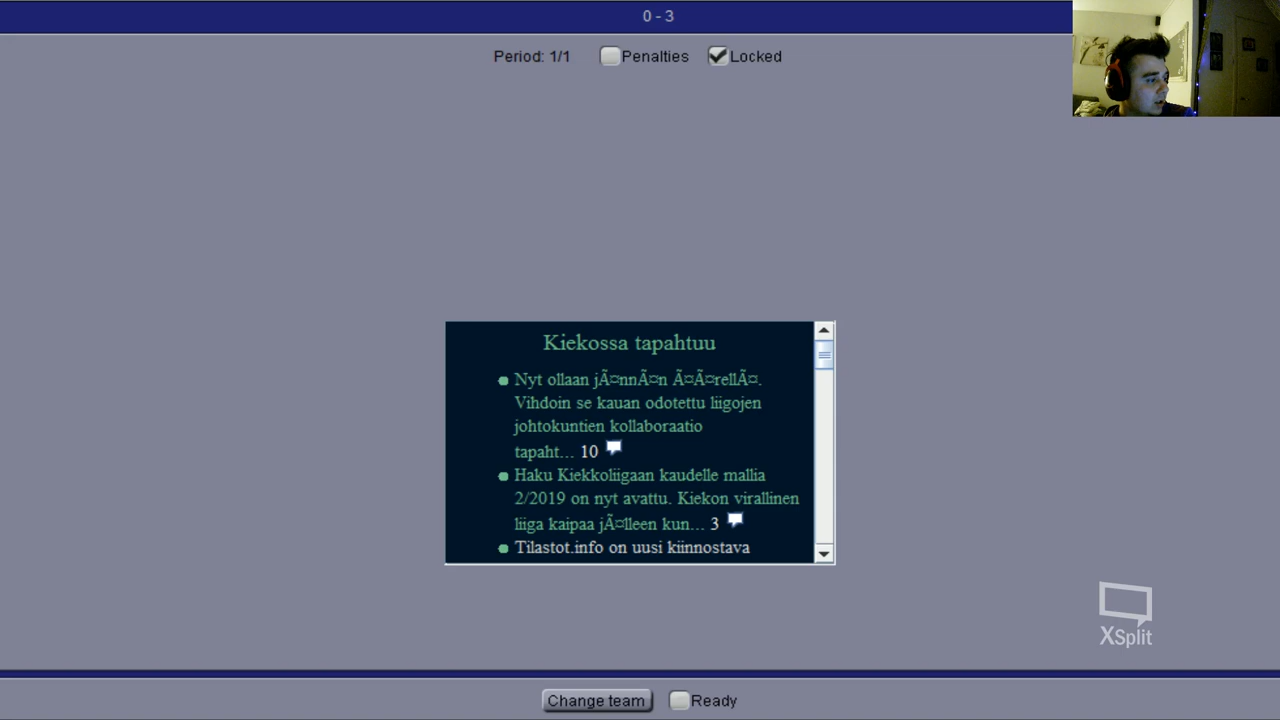 0 - 3
Period: 1/1 Penalties Locked
Kiekossa tapahtuu
Nyt ollaan jÃ¤nnÃ¤n Ã¤Ã¤rellÃ¤.
Vihdoin se kauan odotettu liigojen
johtokuntien kollaboraatio
tapaht... 10
Haku Kiekkoliigaan kaudelle mallia
2/2019 on nyt avattu. Kiekon virallinen
liiga kaipaa jÃ¤lleen kun... 3
Tilastot.info on uusi kiinnostava
XSplit
Change team Ready